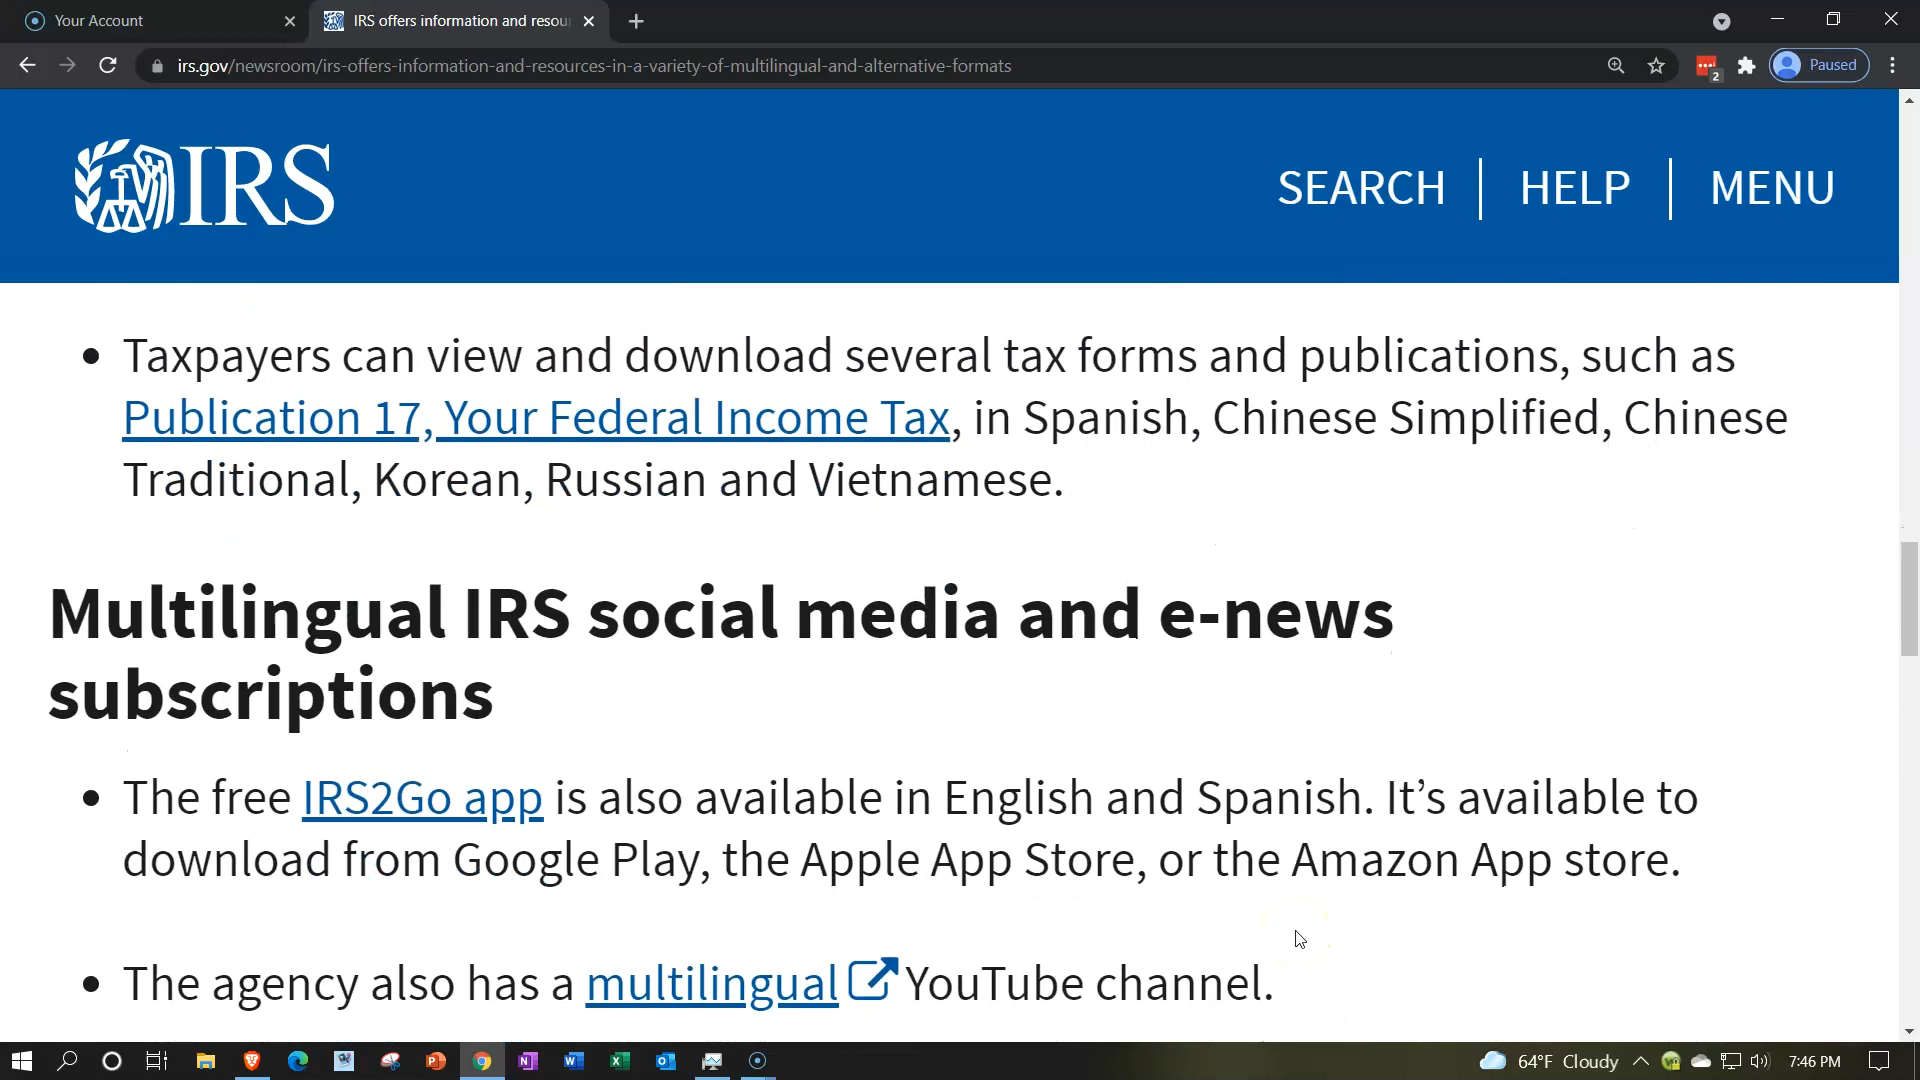 Your Account
IRS offers information and resou
irs.gov/newsroom/irs-offers-information-and-resources-in-a-variety-of-multilingual-and-alternative-formats
2
Paused
IRS
SEARCH
HELP
MENU
• Taxpayers can view and download several tax forms and publications, such as
Publication 17, Your Federal Income Tax, in Spanish, Chinese Simplified, Chinese
Traditional, Korean, Russian and Vietnamese.
Multilingual IRS social media and e-news
subscriptions
• The free IRS2Go app is also available in English and Spanish. It’s available to
download from Google Play, the Apple App Store, or the Amazon App store.
• The agency also has a multilingual YouTube channel.
64°F Cloudy
7:46 PM